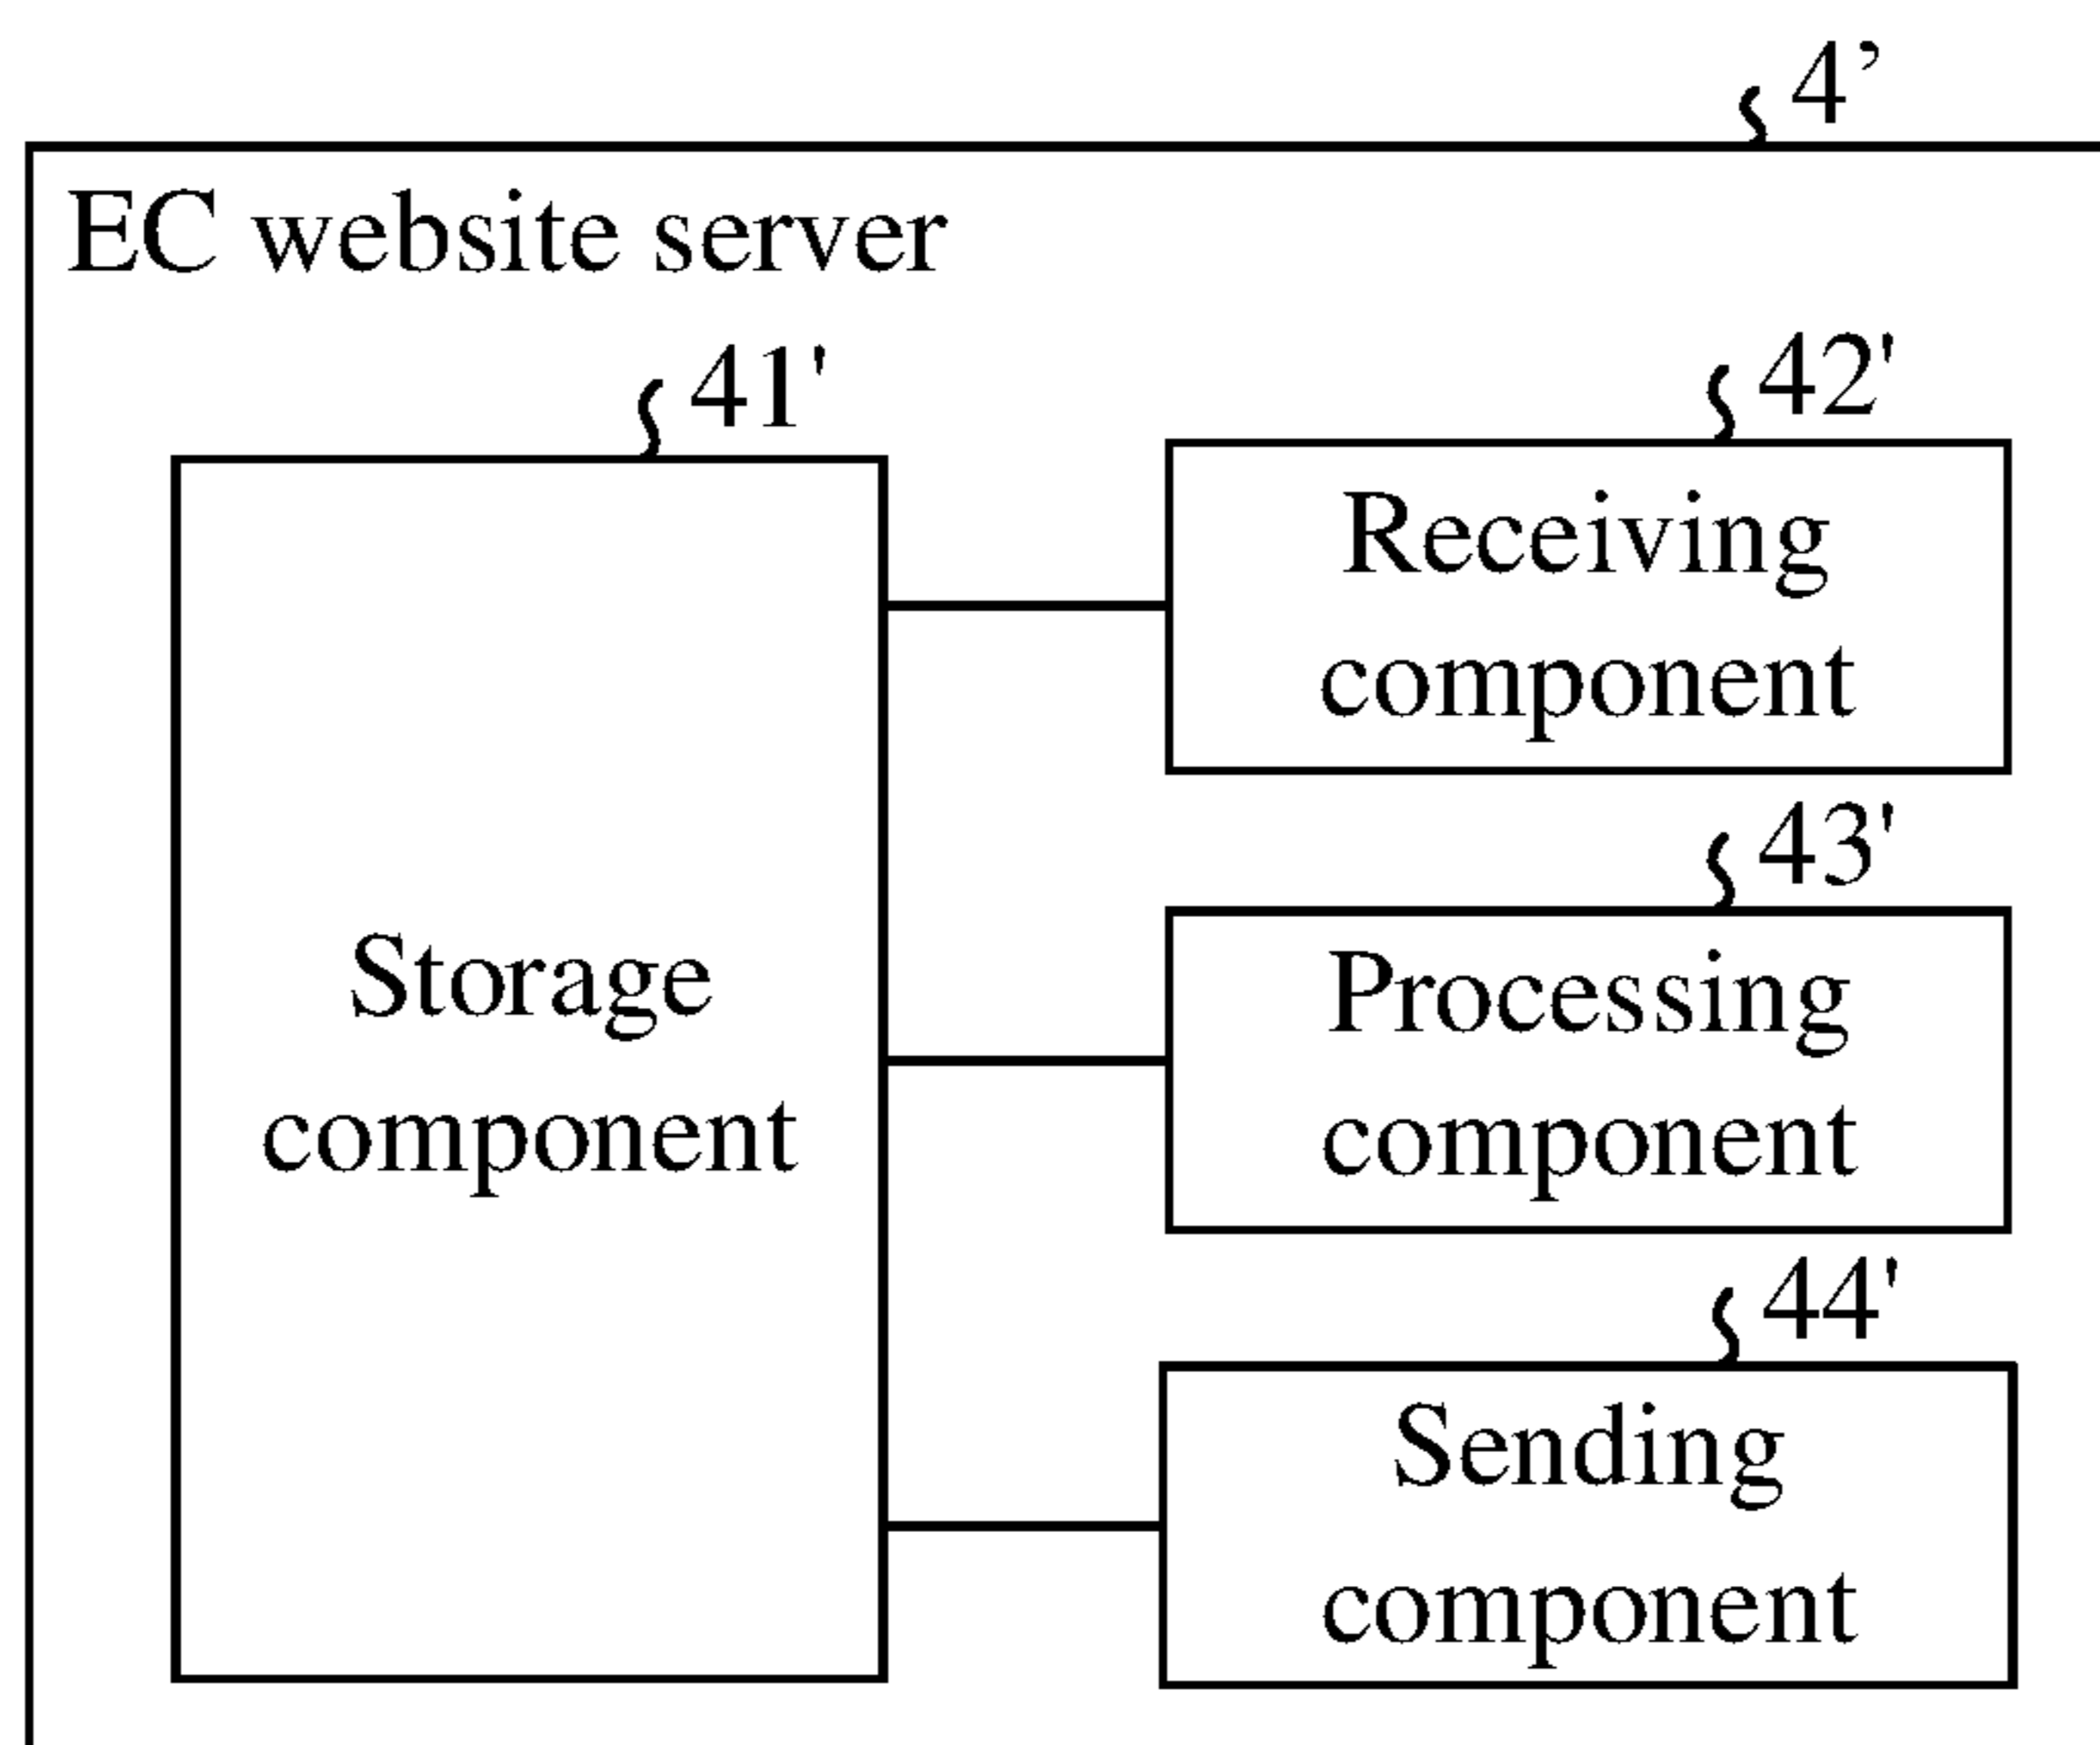 4’
EC website server
41'
42'
Receiving
component
43'
Storage
component
Processing
component
44'
Sending
component